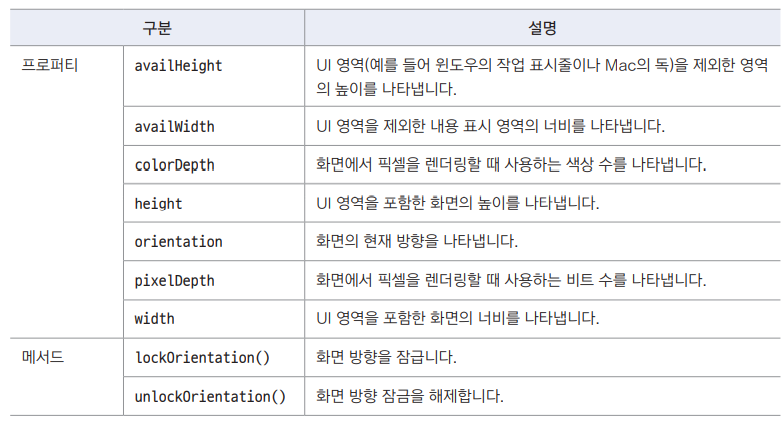 구분 설명
프로퍼티 availHeight UI 영역(예를 들어 윈도우의 작업 표시줄이나 Mac의 독)을 제외한 영역
의 높이를 나타냅니다.
availWidth UI 영역을 제외한 내용 표시 영역의 너비를 나타냅니다.
colorDepth 화면에서 픽셀을 렌더링할 때 사용하는 색상 수를 나타냅니다.
height UI 영역을 포함한 화면의 높이를 나타냅니다.
orientation 화면의 현재 방향을 나타냅니다.
pixelDepth 화면에서 픽셀을 렌더링할 때 사용하는 비트 수를 나타냅니다.
width UI 영역을 포함한 화면의 너비를 나타냅니다.
메서드 lockOrientation() 화면 방향을 잠급니다.
unlockOrientation() 화면 방향 잠금을 해제합니다.